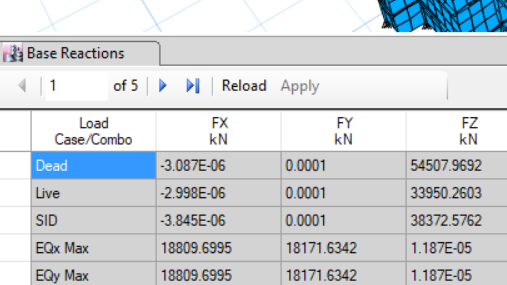 Base Reactions
1 of 5 Reload Apply
Load Case/Combo FX kN FY kN FZ kN
Dead -3.087E-06 0.0001 54507.9692
Live -2.998E-06 0.0001 33950.2603
SID -3.845E-06 0.0001 38372.5762
EQx Max 18809.6995 18171.6342 1.187E-05
EQy Max 18809.6995 18171.6342 1.187E-05